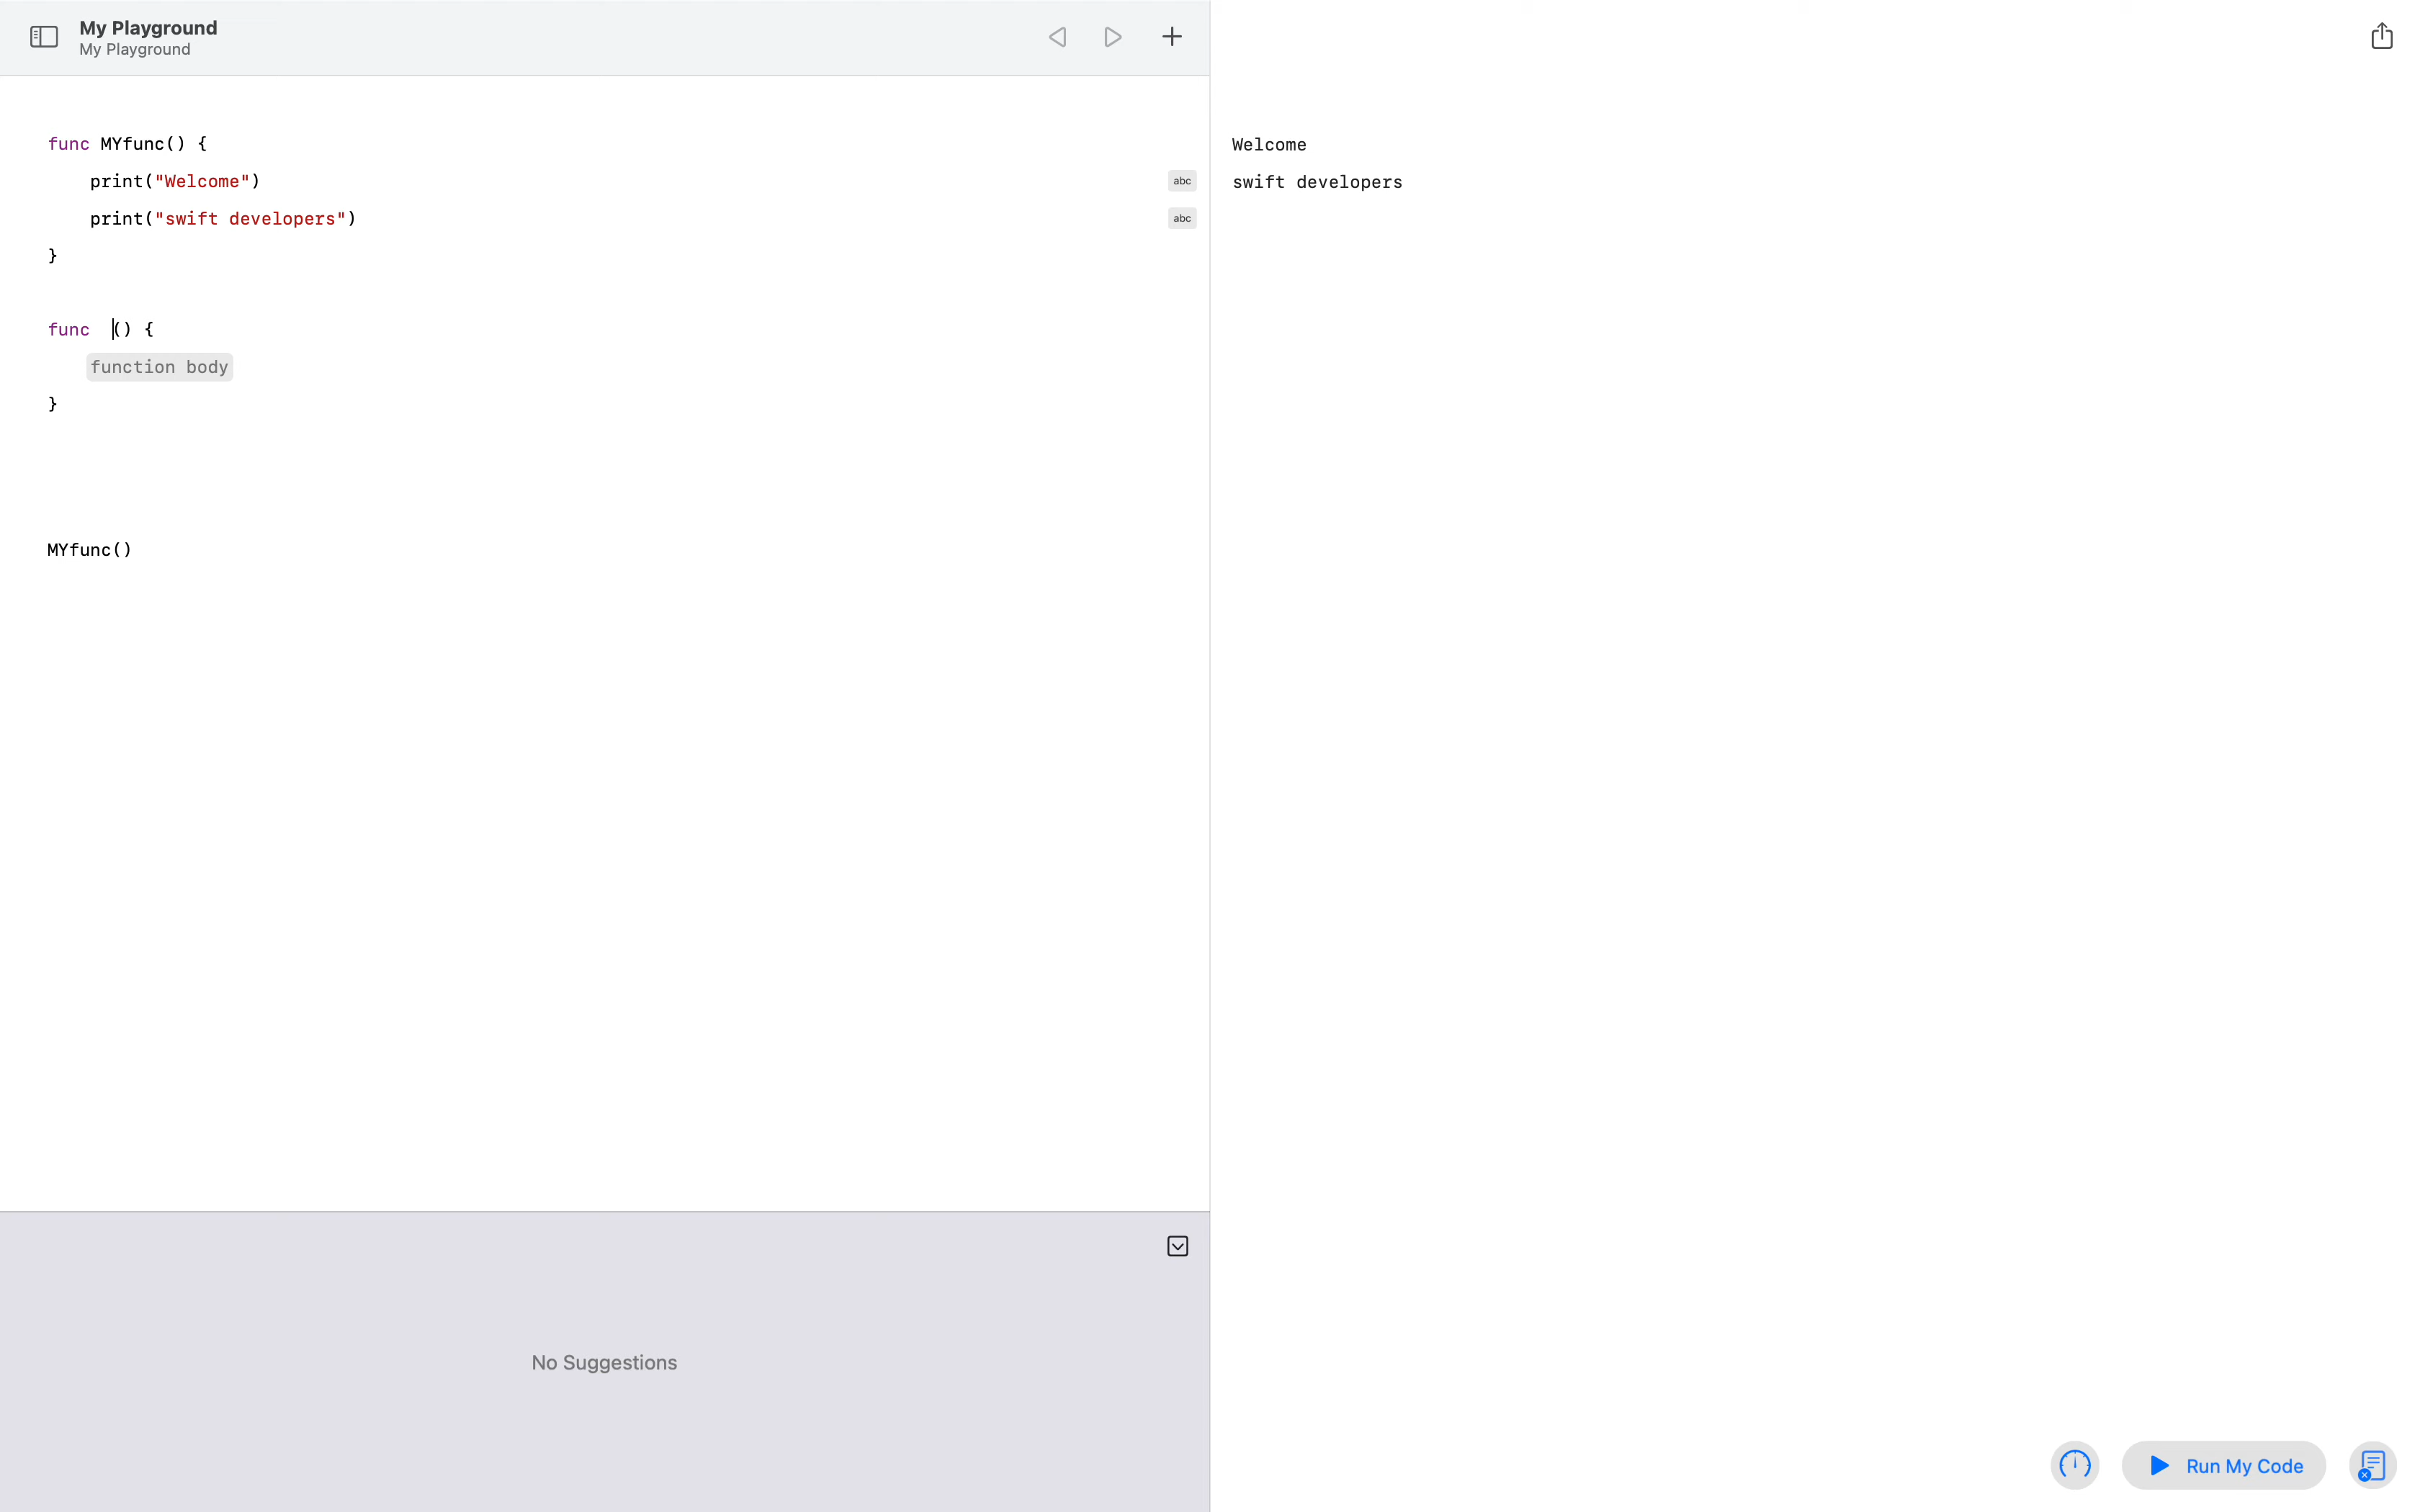 My Playground
My Playground
func MYfunc() {
print("Welcome")
abc
print("swift developers")
abc
}
func () {
function body
}
MYfunc()
No Suggestions
Welcome
swift developers
Run My Code